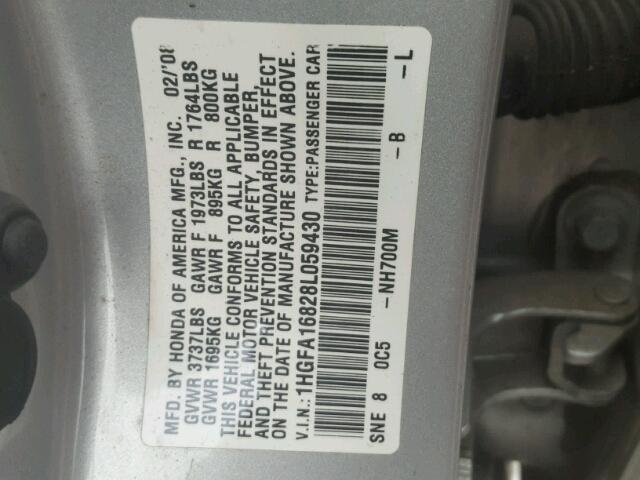 MFD. BY HONDA OF AMERICA MFG., INC. 02/'08
GVWR 3737LBS GAWR F 1973LBS R 1764LBS
GVWR 1695KG GAWR F 895KG R 800KG
THIS VEHICLE CONFORMS TO ALL APPLICABLE
FEDERAL MOTOR VEHICLE SAFETY, BUMPER,
AND THEFT PREVENTION STANDARDS IN EFFECT
ON THE DATE OF MANUFACTURE SHOWN ABOVE.
V.I.N.:1HGFA16828L059430 TYPE:PASSENGER CAR
SNE 8 0C5 -NH700M -B -L